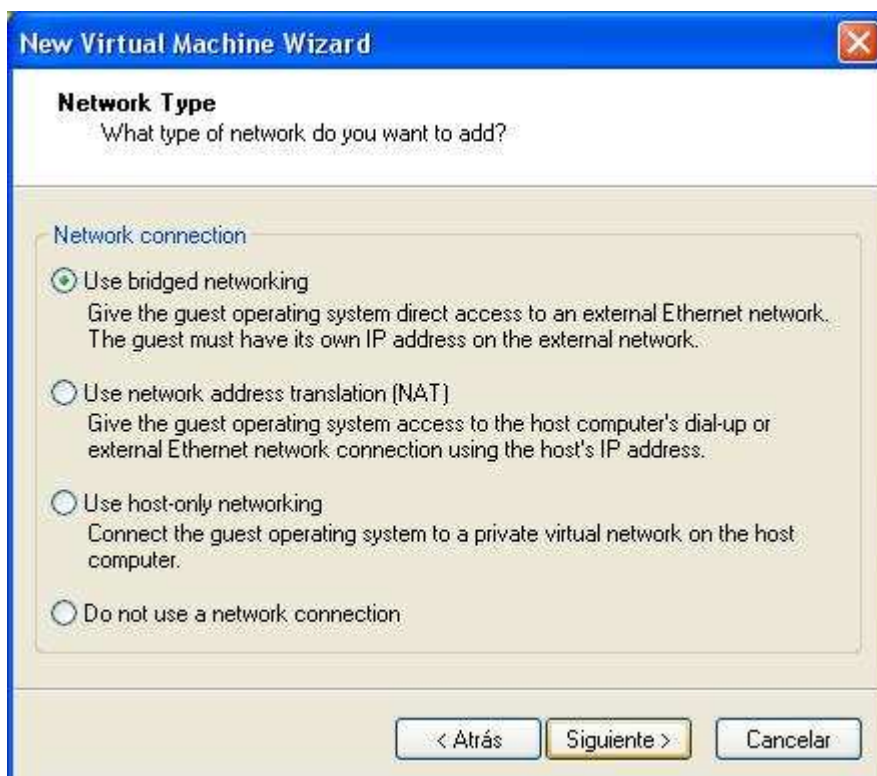 New Virtual Machine Wizard
Network Type
What type of network do you want to add?
Network connection
Use bridged networking
Give the guest operating system direct access to an external Ethernet network.
The guest must have its own IP address on the external network.
Use network address translation (NAT)
Give the guest operating system access to the host computer's dial-up or
external Ethernet network connection using the host's IP address.
Use host-only networking
Connect the guest operating system to a private virtual network on the host
computer.
Do not use a network connection
< Atrás Siguiente > Cancelar